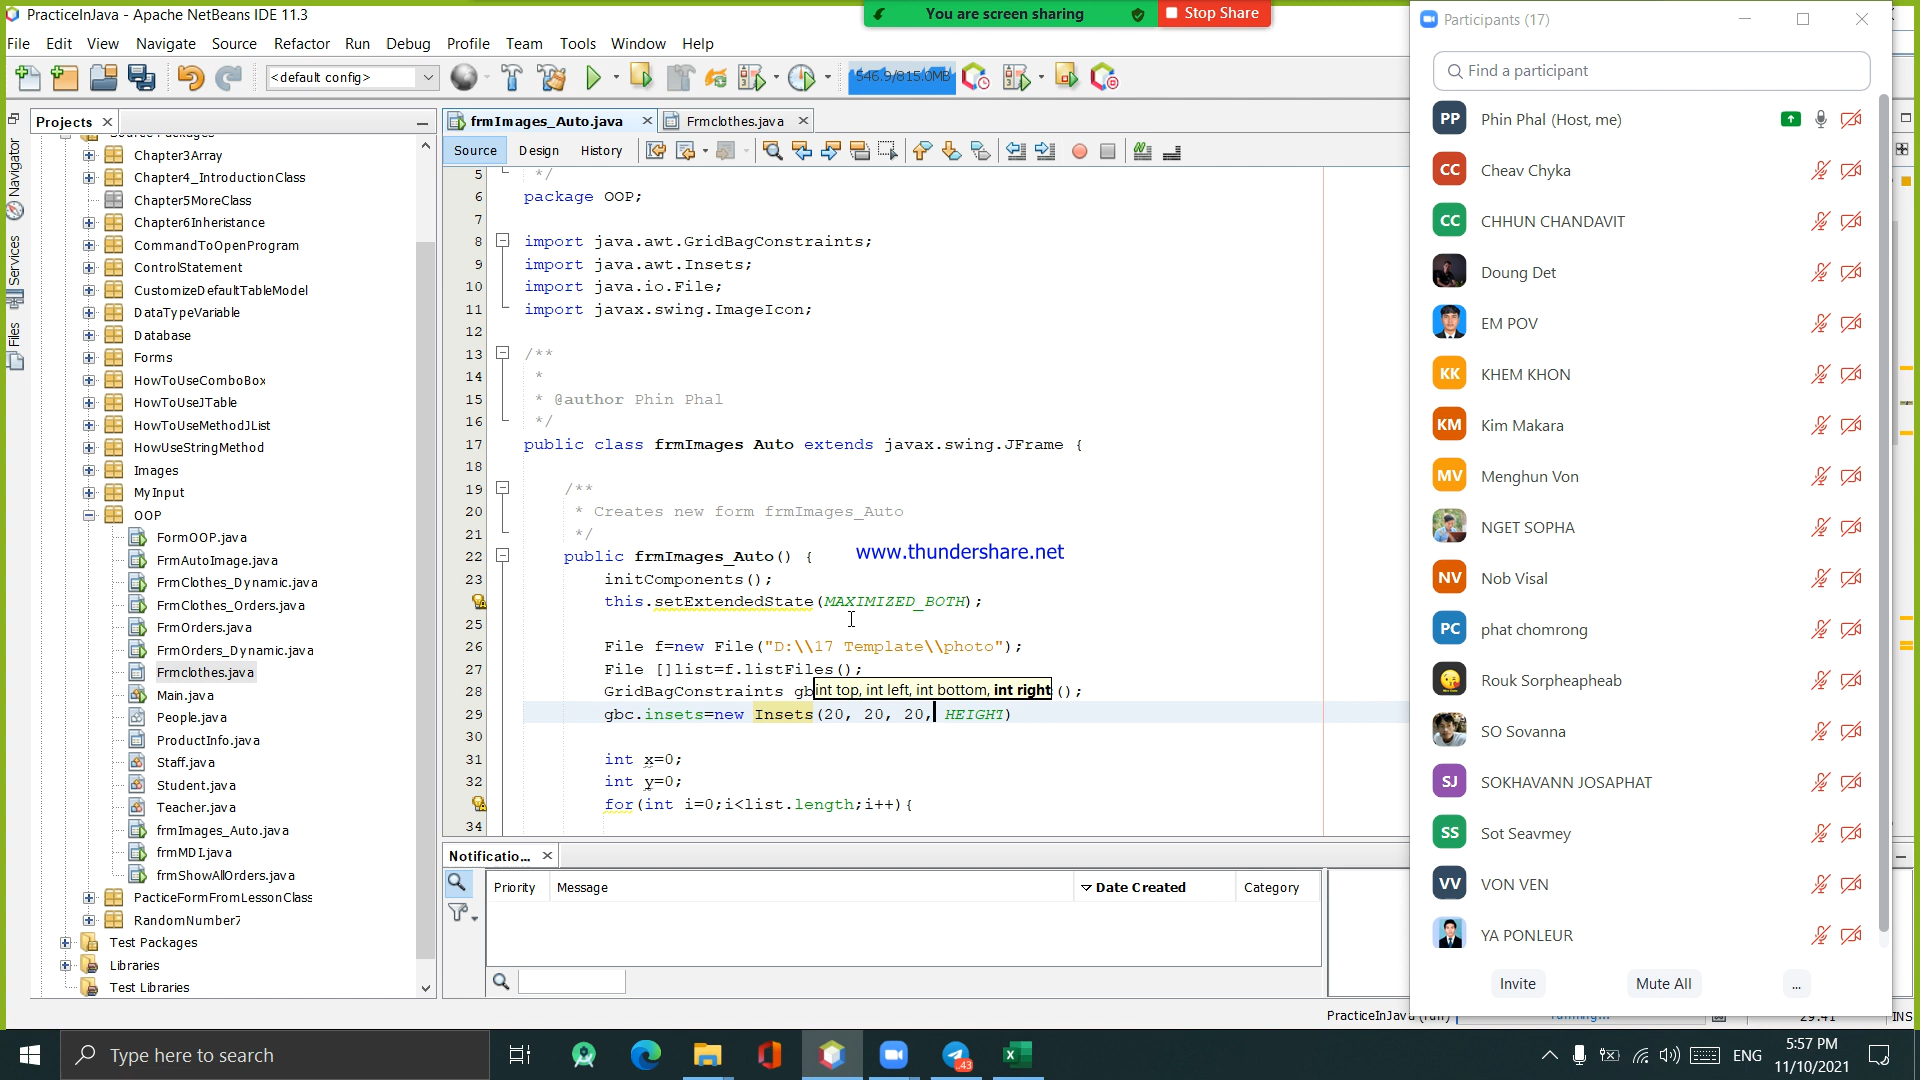 PracticeInJava - Apache NetBeans IDE 11.3
You are screen sharing
Stop Share
File Edit View Navigate Source Refactor Run Debug Profile Team Tools Window Help
<default config>
546.9/815.0MB
Projects
Navigator
Services
Files
Source Packages
Chapter3Array
Chapter4_IntroductionClass
Chapter5MoreClass
Chapter6Inheristance
CommandToOpenProgram
ControlStatement
CustomizeDefaultTableModel
DataTypeVariable
Database
Forms
HowToUseComboBox
HowToUseJTable
HowToUseMethodJList
HowUseStringMethod
Images
MyInput
OOP
FormOOP.java
FrmAutoImage.java
FrmClothes_Dynamic.java
FrmClothes_Orders.java
FrmOrders.java
FrmOrders_Dynamic.java
Frmclothes.java
Main.java
People.java
ProductInfo.java
Staff.java
Student.java
Teacher.java
frmImages_Auto.java
frmMDI.java
frmShowAllOrders.java
PacticeFormFromLessonClass
RandomNumber7
Test Packages
Libraries
Test Libraries
frmImages_Auto.java
Frmclothes.java
Source Design History
5 */
6 package OOP;
7
8 import java.awt.GridBagConstraints;
9 import java.awt.Insets;
10 import java.io.File;
11 import javax.swing.ImageIcon;
12
13 /**
14 *
15 * @author Phin Phal
16 */
17 public class frmImages Auto extends javax.swing.JFrame {
18
19 /**
20 * Creates new form frmImages_Auto
21 */
22 public frmImages_Auto() {
www.thundershare.net
23 initComponents();
this.setExtendedState(MAXIMIZED_BOTH);
25
26 File f=new File("D:\\17 Template\\photo");
27 File []list=f.listFiles();
28 GridBagConstraints gb
int top, int left, int bottom, int right
();
29 gbc.insets=new Insets(20, 20, 20, HEIGHT)
30
31 int x=0;
32 int y=0;
for(int i=0;i<list.length;i++){
34
Notificatio...
Priority Message Date Created Category
PracticeInJava (run)
running...
29:41
INS
Participants (17)
Find a participant
PP Phin Phal (Host, me)
CC Cheav Chyka
CC CHHUN CHANDAVIT
Doung Det
EM POV
KK KHEM KHON
KM Kim Makara
MV Menghun Von
NGET SOPHA
NV Nob Visal
PC phat chomrong
Rouk Sorpheapheab
SO Sovanna
SJ SOKHAVANN JOSAPHAT
SS Sot Seavmey
VV VON VEN
YA PONLEUR
Invite Mute All ...
Type here to search
43
ENG
5:57 PM
11/10/2021